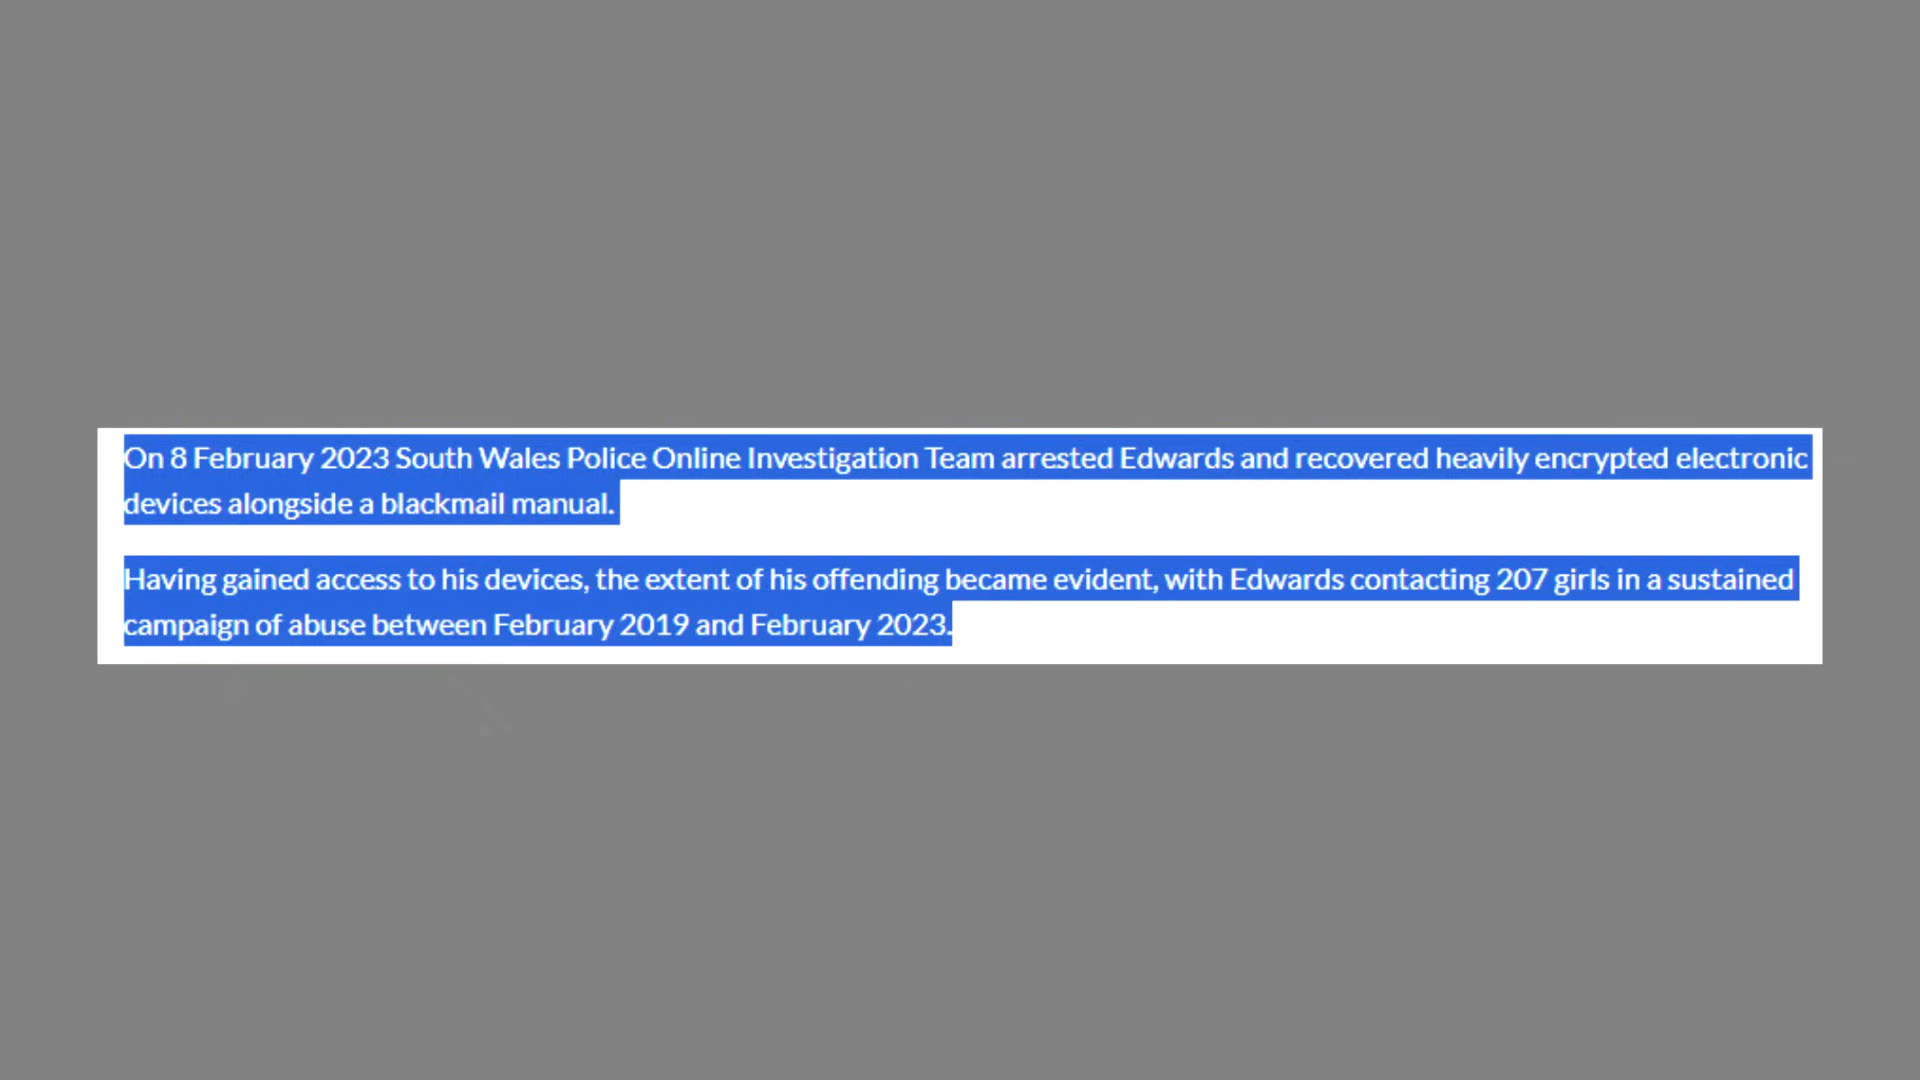 On 8 February 2023 South Wales Police Online Investigation Team arrested Edwards and recovered heavily encrypted electronic
devices alongside a blackmail manual.
Having gained access to his devices, the extent of his offending became evident, with Edwards contacting 207 girls in a sustained
campaign of abuse between February 2019 and February 2023.